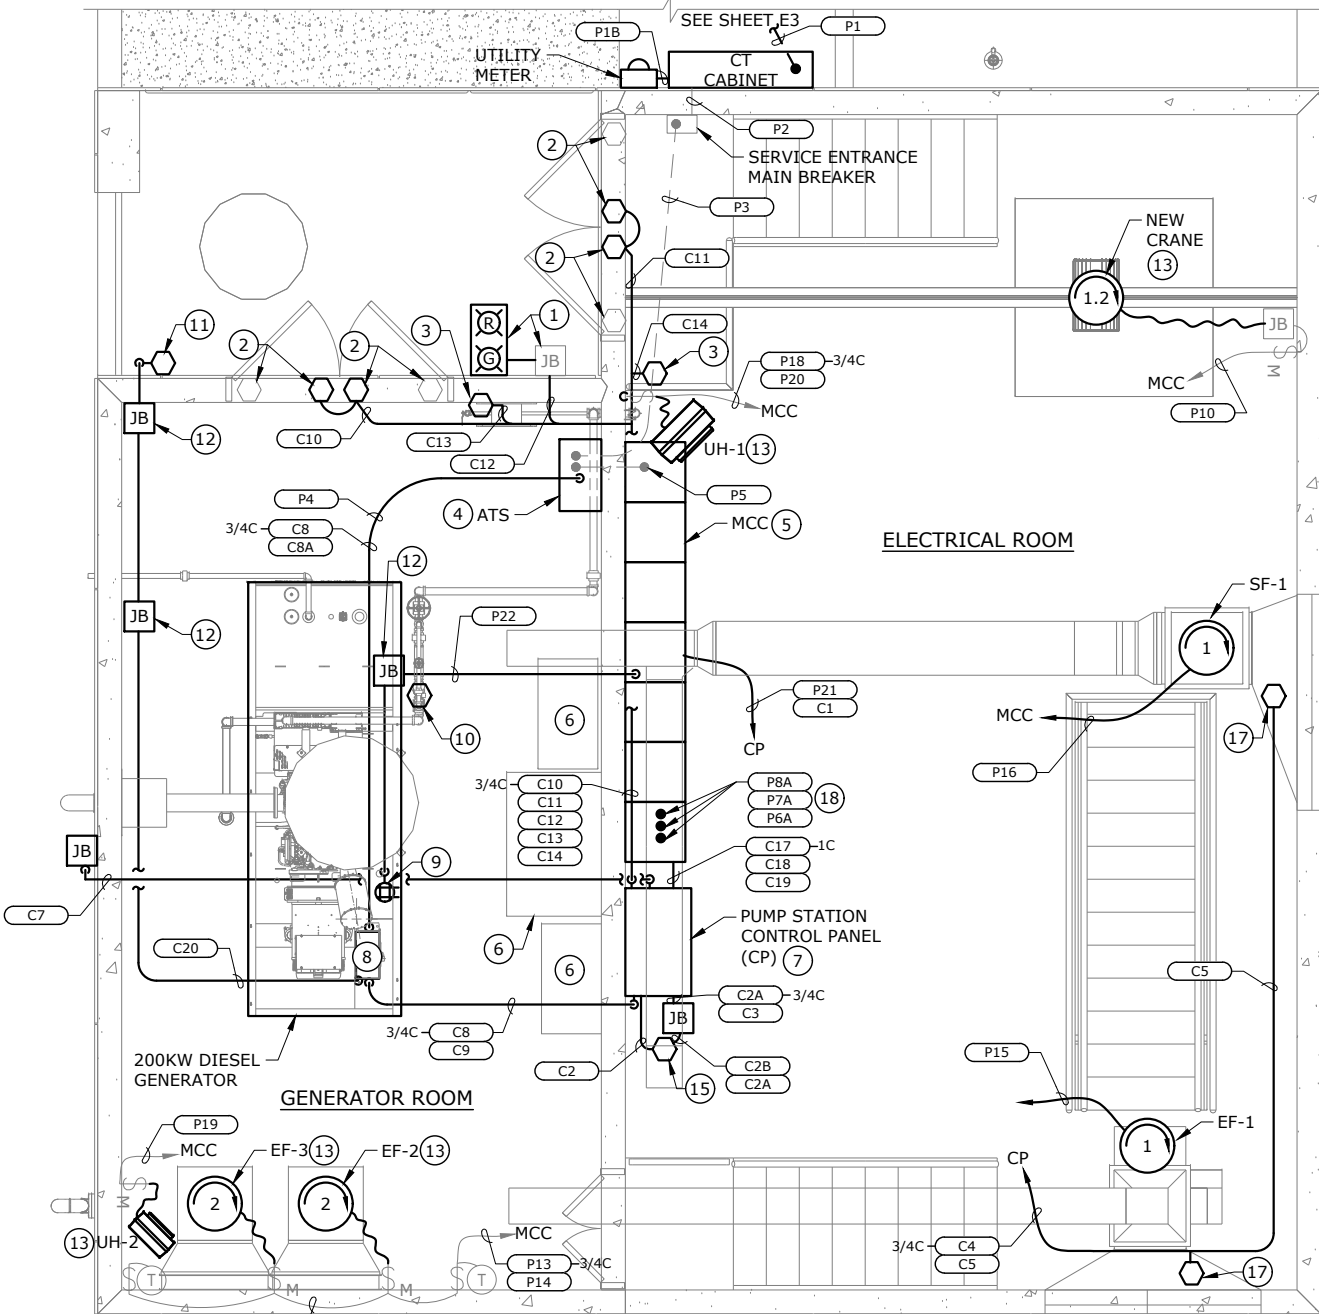 SEE SHEET E3
P1
P1B
UTILITY
METER
CT
CABINET
P2
SERVICE ENTRANCE
MAIN BREAKER
2
P3
NEW
CRANE
13
1.2
2
C11
JB
S
M
MCC
P10
11
2
2
3
R
G
1
JB
C14
3
P18
3/4C
P20
MCC
S
M
JB
12
C10
C13
C12
UH-1
13
P4
3/4C
C8
C8A
4
ATS
P5
MCC
5
ELECTRICAL ROOM
12
JB
12
P22
JB
SF-1
1
10
6
P21
C1
CP
MCC
P16
17
3/4C
C10
C11
C12
C13
C14
P8A
P7A
P6A
18
JB
9
C17
1C
C18
C19
C7
C20
8
6
6
PUMP STATION
CONTROL PANEL
(CP)
7
C5
C2A
3/4C
C3
JB
3/4C
C8
C9
200KW DIESEL
GENERATOR
C2
C2B
C2A
15
P15
GENERATOR ROOM
P19
MCC
EF-3
13
EF-2
13
1
EF-1
CP
S
M
2
2
13
UH-2
MCC
3/4C
C4
C5
P13
3/4C
P14
S
T
S
M
S
M
S
T
17